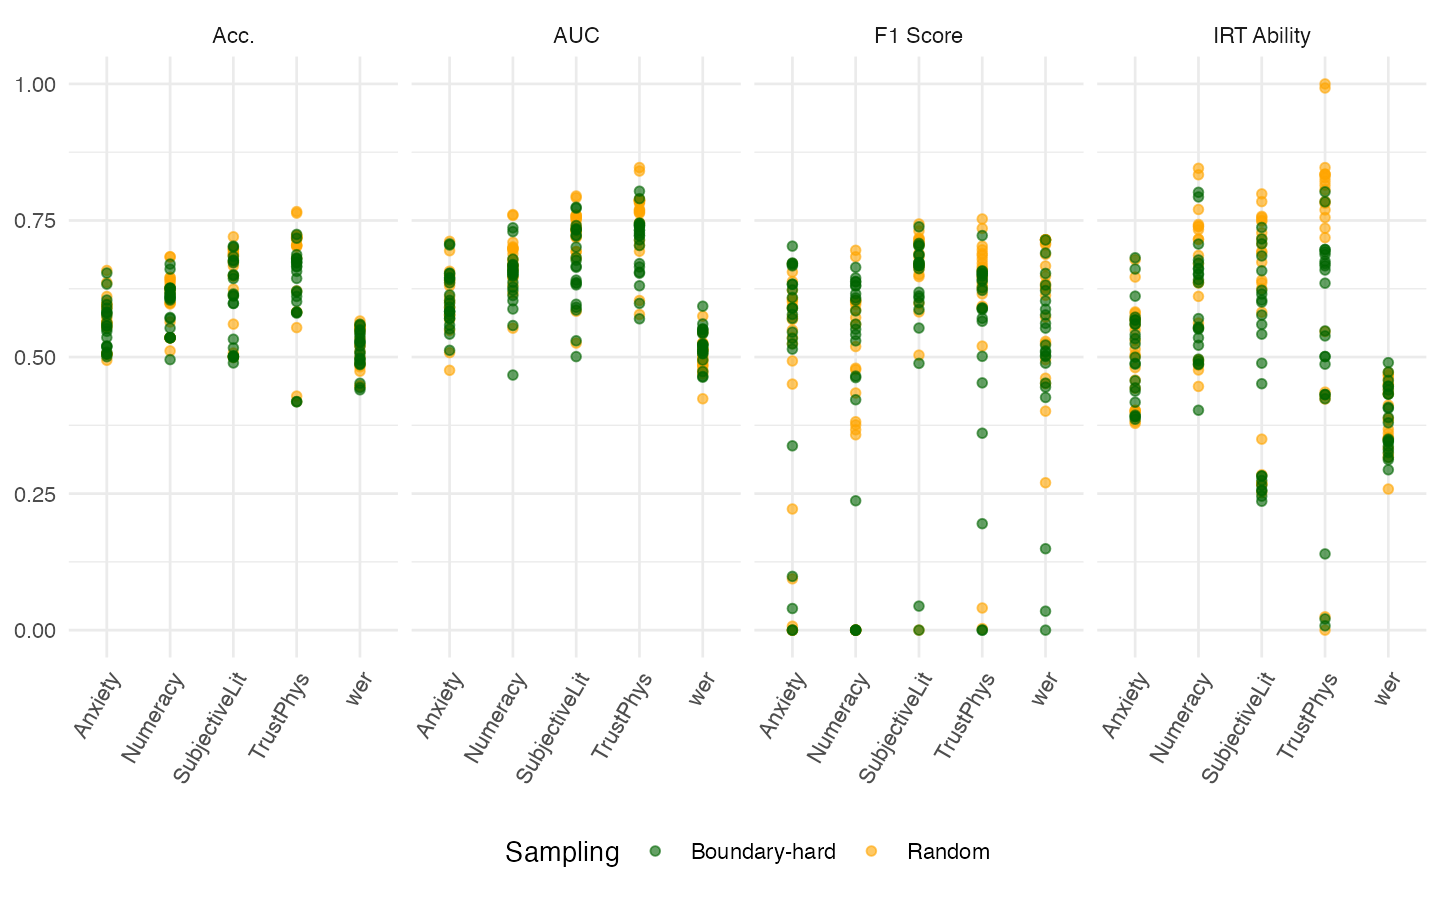 Acc. AUC F1 Score IRT Ability
1.00
0.75
0.50
0.25
0.00
Anxiety Numeracy SubjectiveLit TrustPhys wer Anxiety Numeracy SubjectiveLit TrustPhys wer Anxiety Numeracy SubjectiveLit TrustPhys wer Anxiety Numeracy SubjectiveLit TrustPhys wer
Sampling Boundary-hard Random